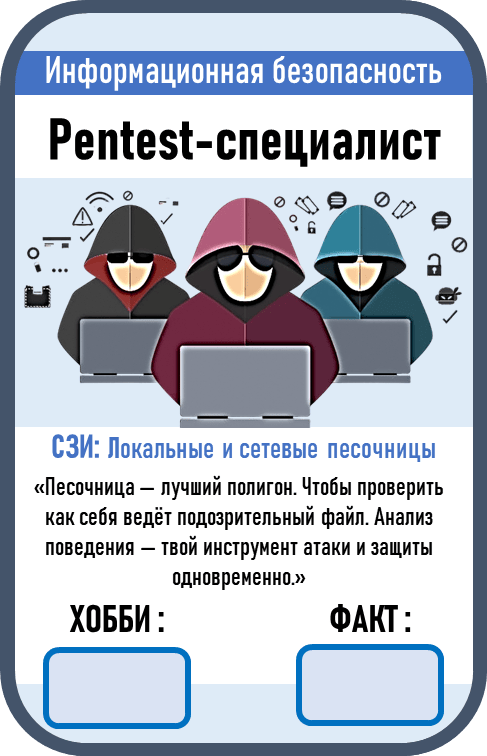 Информационная безопасность
Pentest-специалист
СЗИ: Локальные и сетевые песочницы
«Песочница – лучший полигон. Чтобы проверить
как себя ведёт подозрительный файл. Анализ
поведения – твой инструмент атаки и защиты
одновременно.»
ХОББИ : ФАКТ :